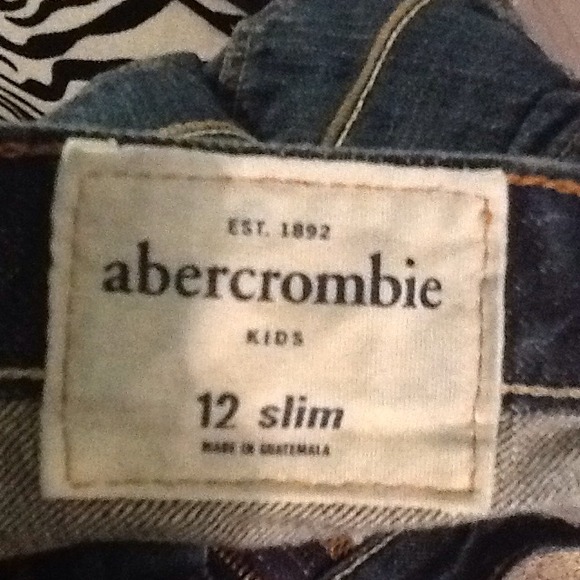 EST. 1892
abercrombie
KIDS
12 slim
MADE IN GUATEMALA